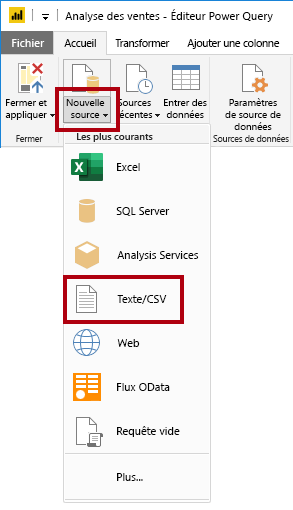 Analyse des ventes - Éditeur Power Query
Fichier Accueil Transformer Ajouter une colonne
Fermer et appliquer
Nouvelle source
Sources récentes
Entrer des données
Paramètres de source de données
Fermer
Sources de données
Les plus courants
Excel
SQL Server
Analysis Services
Texte/CSV
Web
Flux OData
Requête vide
Plus...